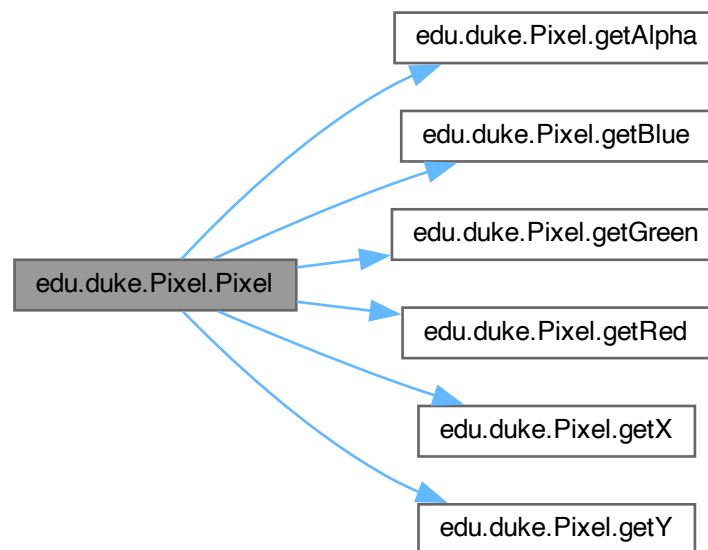 edu.duke.Pixel.getAlpha
edu.duke.Pixel.getBlue
edu.duke.Pixel.getGreen
edu.duke.Pixel.Pixel
edu.duke.Pixel.getRed
edu.duke.Pixel.getX
edu.duke.Pixel.getY